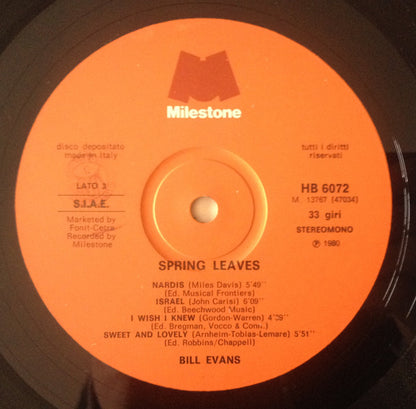 Milestone
disco depositato
made in Italy
LATO 3
S.I.A.E.
Marketed by
Fonit-Cetra
Recorded by
Milestone
tutti i diritti
riservati
HB 6072
M 13767 (47034)
33 giri
STEREOMONO
℗ 1980
SPRING LEAVES
NARDIS (Miles Davis) 5'49"
(Ed. Musical Frontiers)
ISRAEL (John Carisi) 6'09"
(Ed. Beechwood Music)
I WISH I KNEW (Gordon-Warren)
(Ed. Bregman, Vocco & Conn.)
SWEET AND LOVELY (Arnheim-Tobias-Lemare) 5'51"
(Ed. Robbins/Chappell)
BILL EVANS